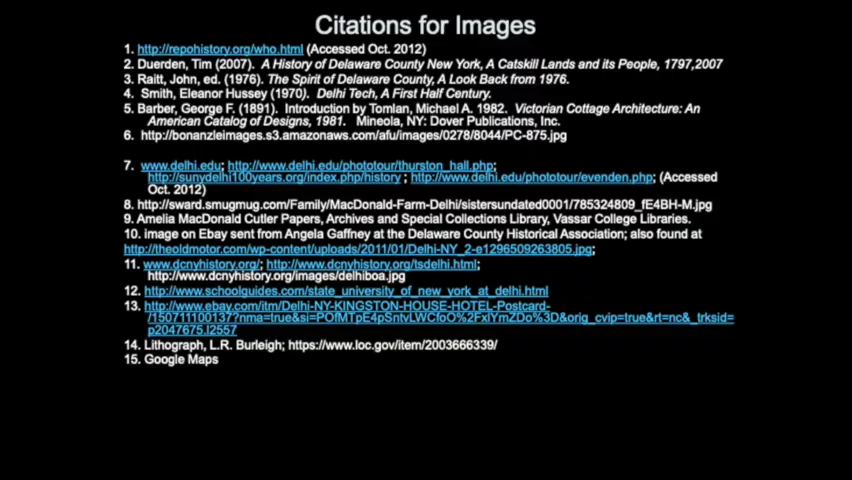 Citations for Images
1. http://repohistory.org/who.html (Accessed Oct. 2012)
2. Duerden, Tim (2007). A History of Delaware County New York, A Catskill Lands and its People, 1797,2007
3. Raitt, John, ed. (1976). The Spirit of Delaware County, A Look Back from 1976.
4. Smith, Eleanor Hussey (1970). Delhi Tech, A First Half Century.
5. Barber, George F. (1891). Introduction by Tomlan, Michael A. 1982. Victorian Cottage Architecture: An
American Catalog of Designs, 1981. Mineola, NY: Dover Publications, Inc.
6. http://bonanzleimages.s3.amazonaws.com/afu/images/0278/8044/PC-875.jpg
7. www.delhi.edu; http://www.delhi.edu/phototour/thurston_hall.php;
http://sunydelhi100years.org/index.php/history ; http://www.delhi.edu/phototour/evenden.php; (Accessed
Oct. 2012)
8. http://sward.smugmug.com/Family/MacDonald-Farm-Delhi/sistersundated0001/785324809_fE4BH-M.jpg
9. Amelia MacDonald Cutler Papers, Archives and Special Collections Library, Vassar College Libraries.
10. image on Ebay sent from Angela Gaffney at the Delaware County Historical Association; also found at
http://theoldmotor.com/wp-content/uploads/2011/01/Delhi-NY_2-e1296509263805.jpg;
11. www.dcnyhistory.org/; http://www.dcnyhistory.org/tsdelhi.html;
http://www.dcnyhistory.org/images/delhiboa.jpg
12. http://www.schoolguides.com/state_university_of_new_york_at_delhi.html
13. http://www.ebay.com/itm/Delhi-NY-KINGSTON-HOUSE-HOTEL-Postcard-
/150711100137?nma=true&si=POfMTpE4pSntvLWCfoO%2FxlYmZDo%3D&orig_cvip=true&rt=nc&_trksid=
p2047675.l2557
14. Lithograph, L.R. Burleigh; https://www.loc.gov/item/2003666339/
15. Google Maps